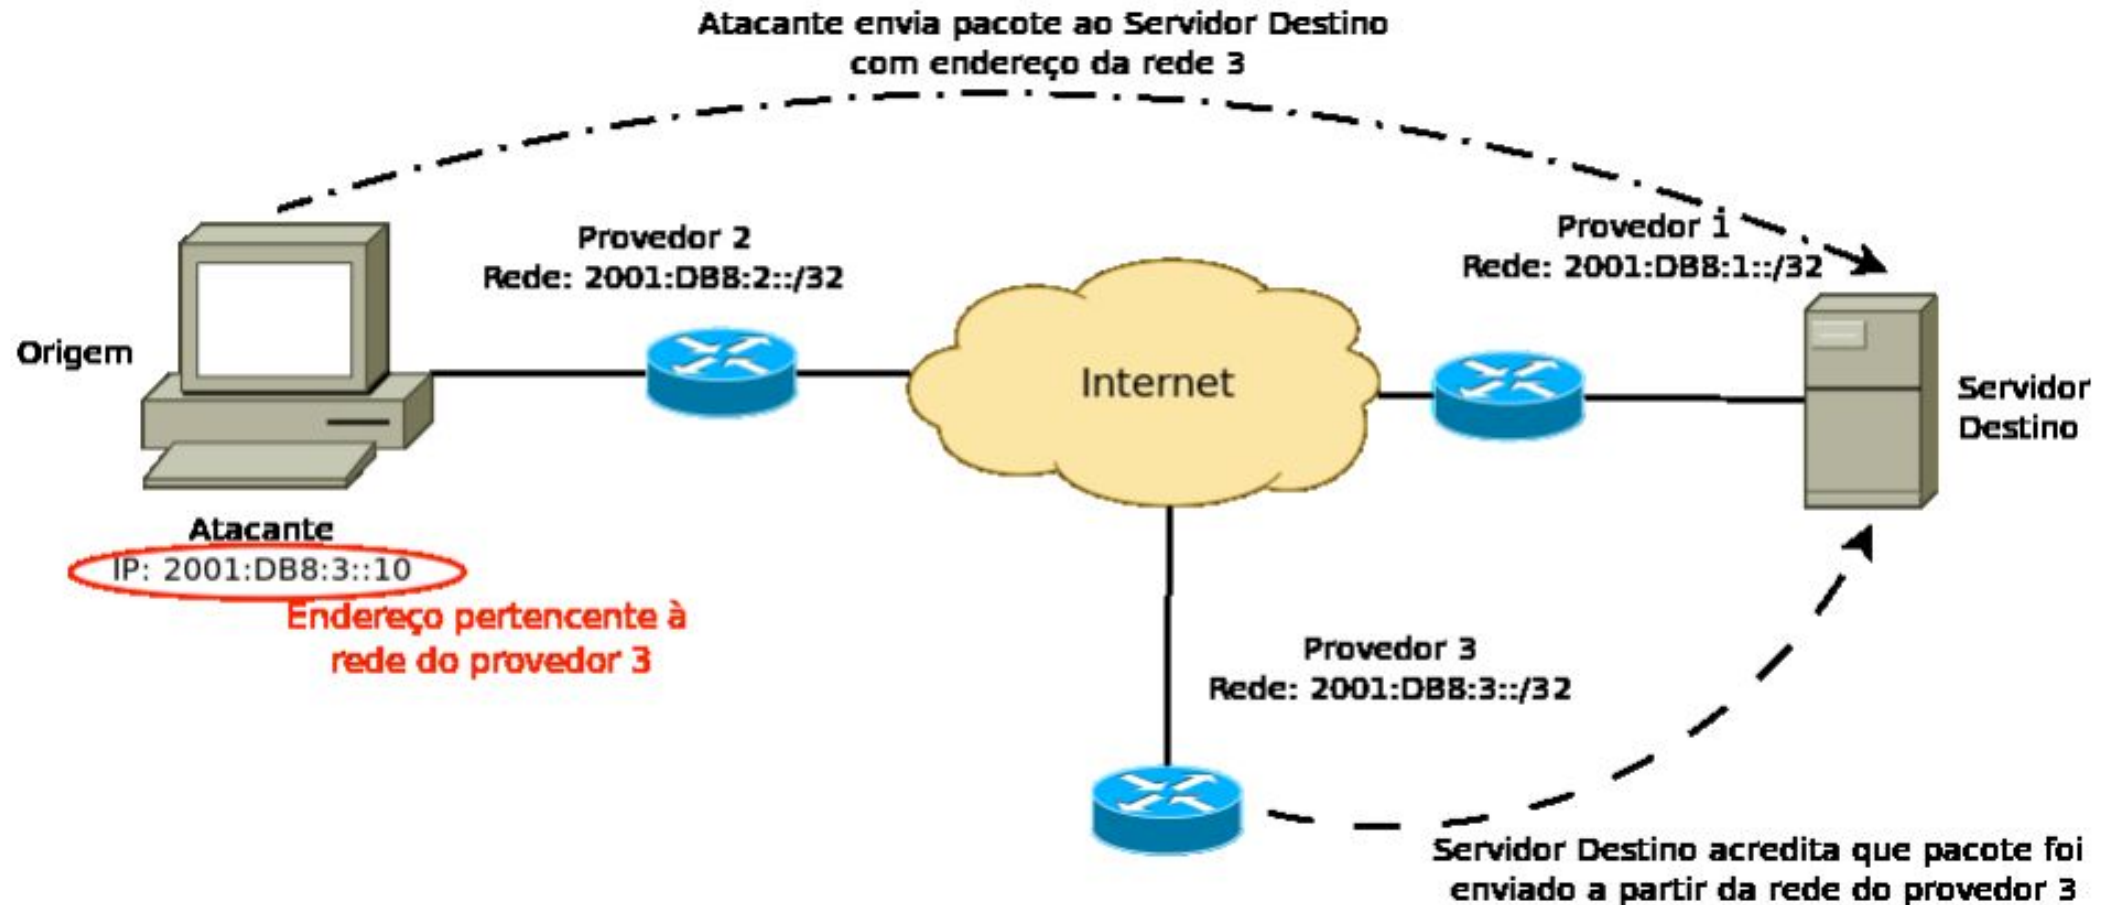 Atacante envia pacote ao Servidor Destino
com endereço da rede 3
Provedor 2
Rede: 2001:DB8:2::/32
Provedor 1
Rede: 2001:DB8:1::/32
Origem
Internet
Servidor
Destino
Atacante
IP: 2001:DB8:3::10
Endereço pertencente à
rede do provedor 3
Provedor 3
Rede: 2001:DB8:3::/32
Servidor Destino acredita que pacote foi
enviado a partir da rede do provedor 3